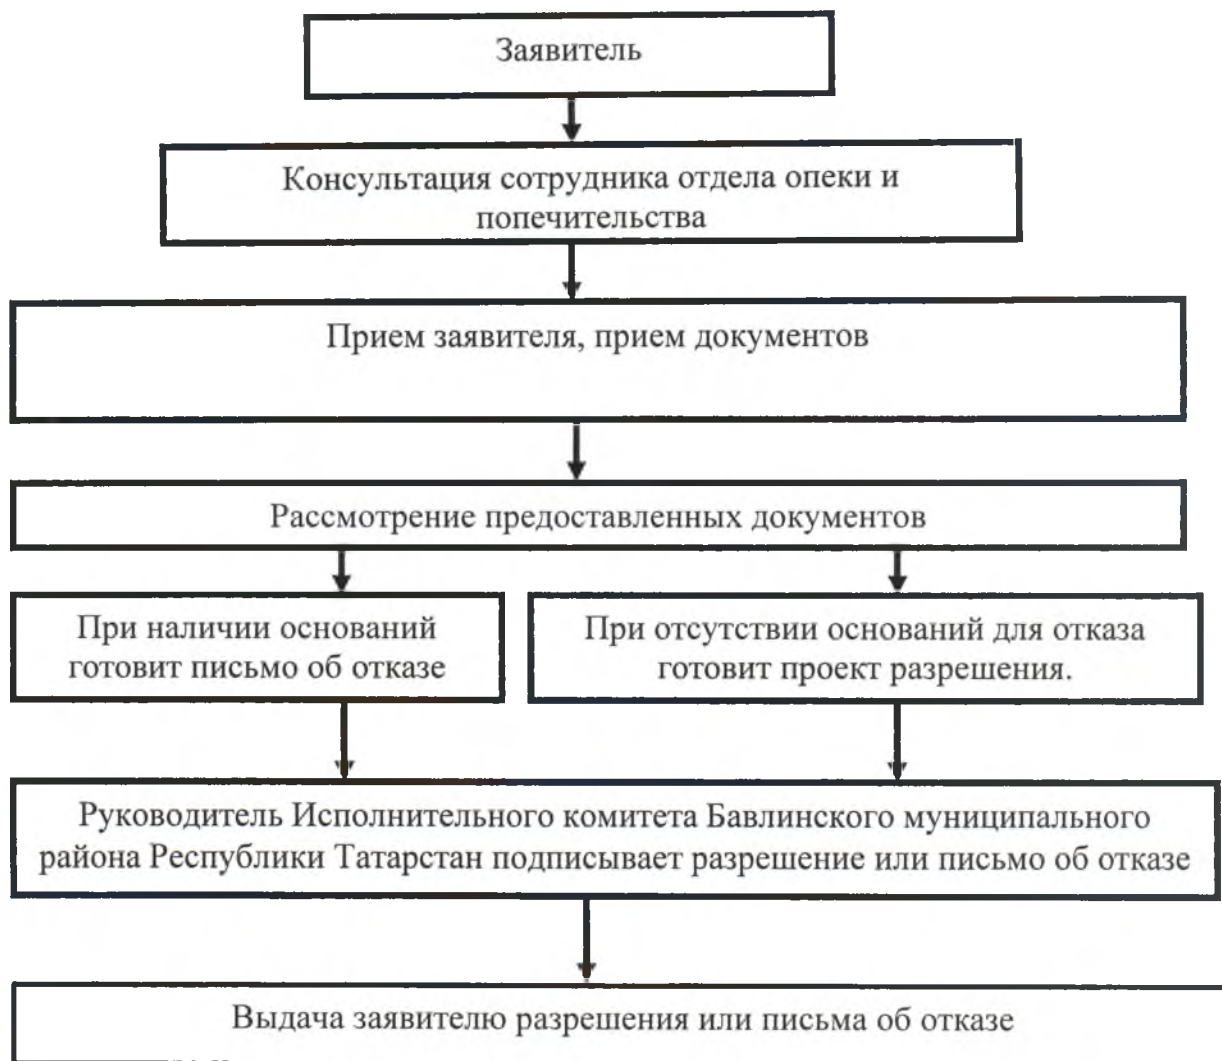 Заявитель
Консультация сотрудника отдела опеки и
попечительства
Прием заявителя, прием документов
Рассмотрение предоставленных документов
При наличии оснований
готовит письмо об отказе
При отсутствии оснований для отказа
готовит проект разрешения.
Руководитель Исполнительного комитета Бавлинского муниципального
района Республики Татарстан подписывает разрешение или письмо об отказе
Выдача заявителю разрешения или письма об отказе